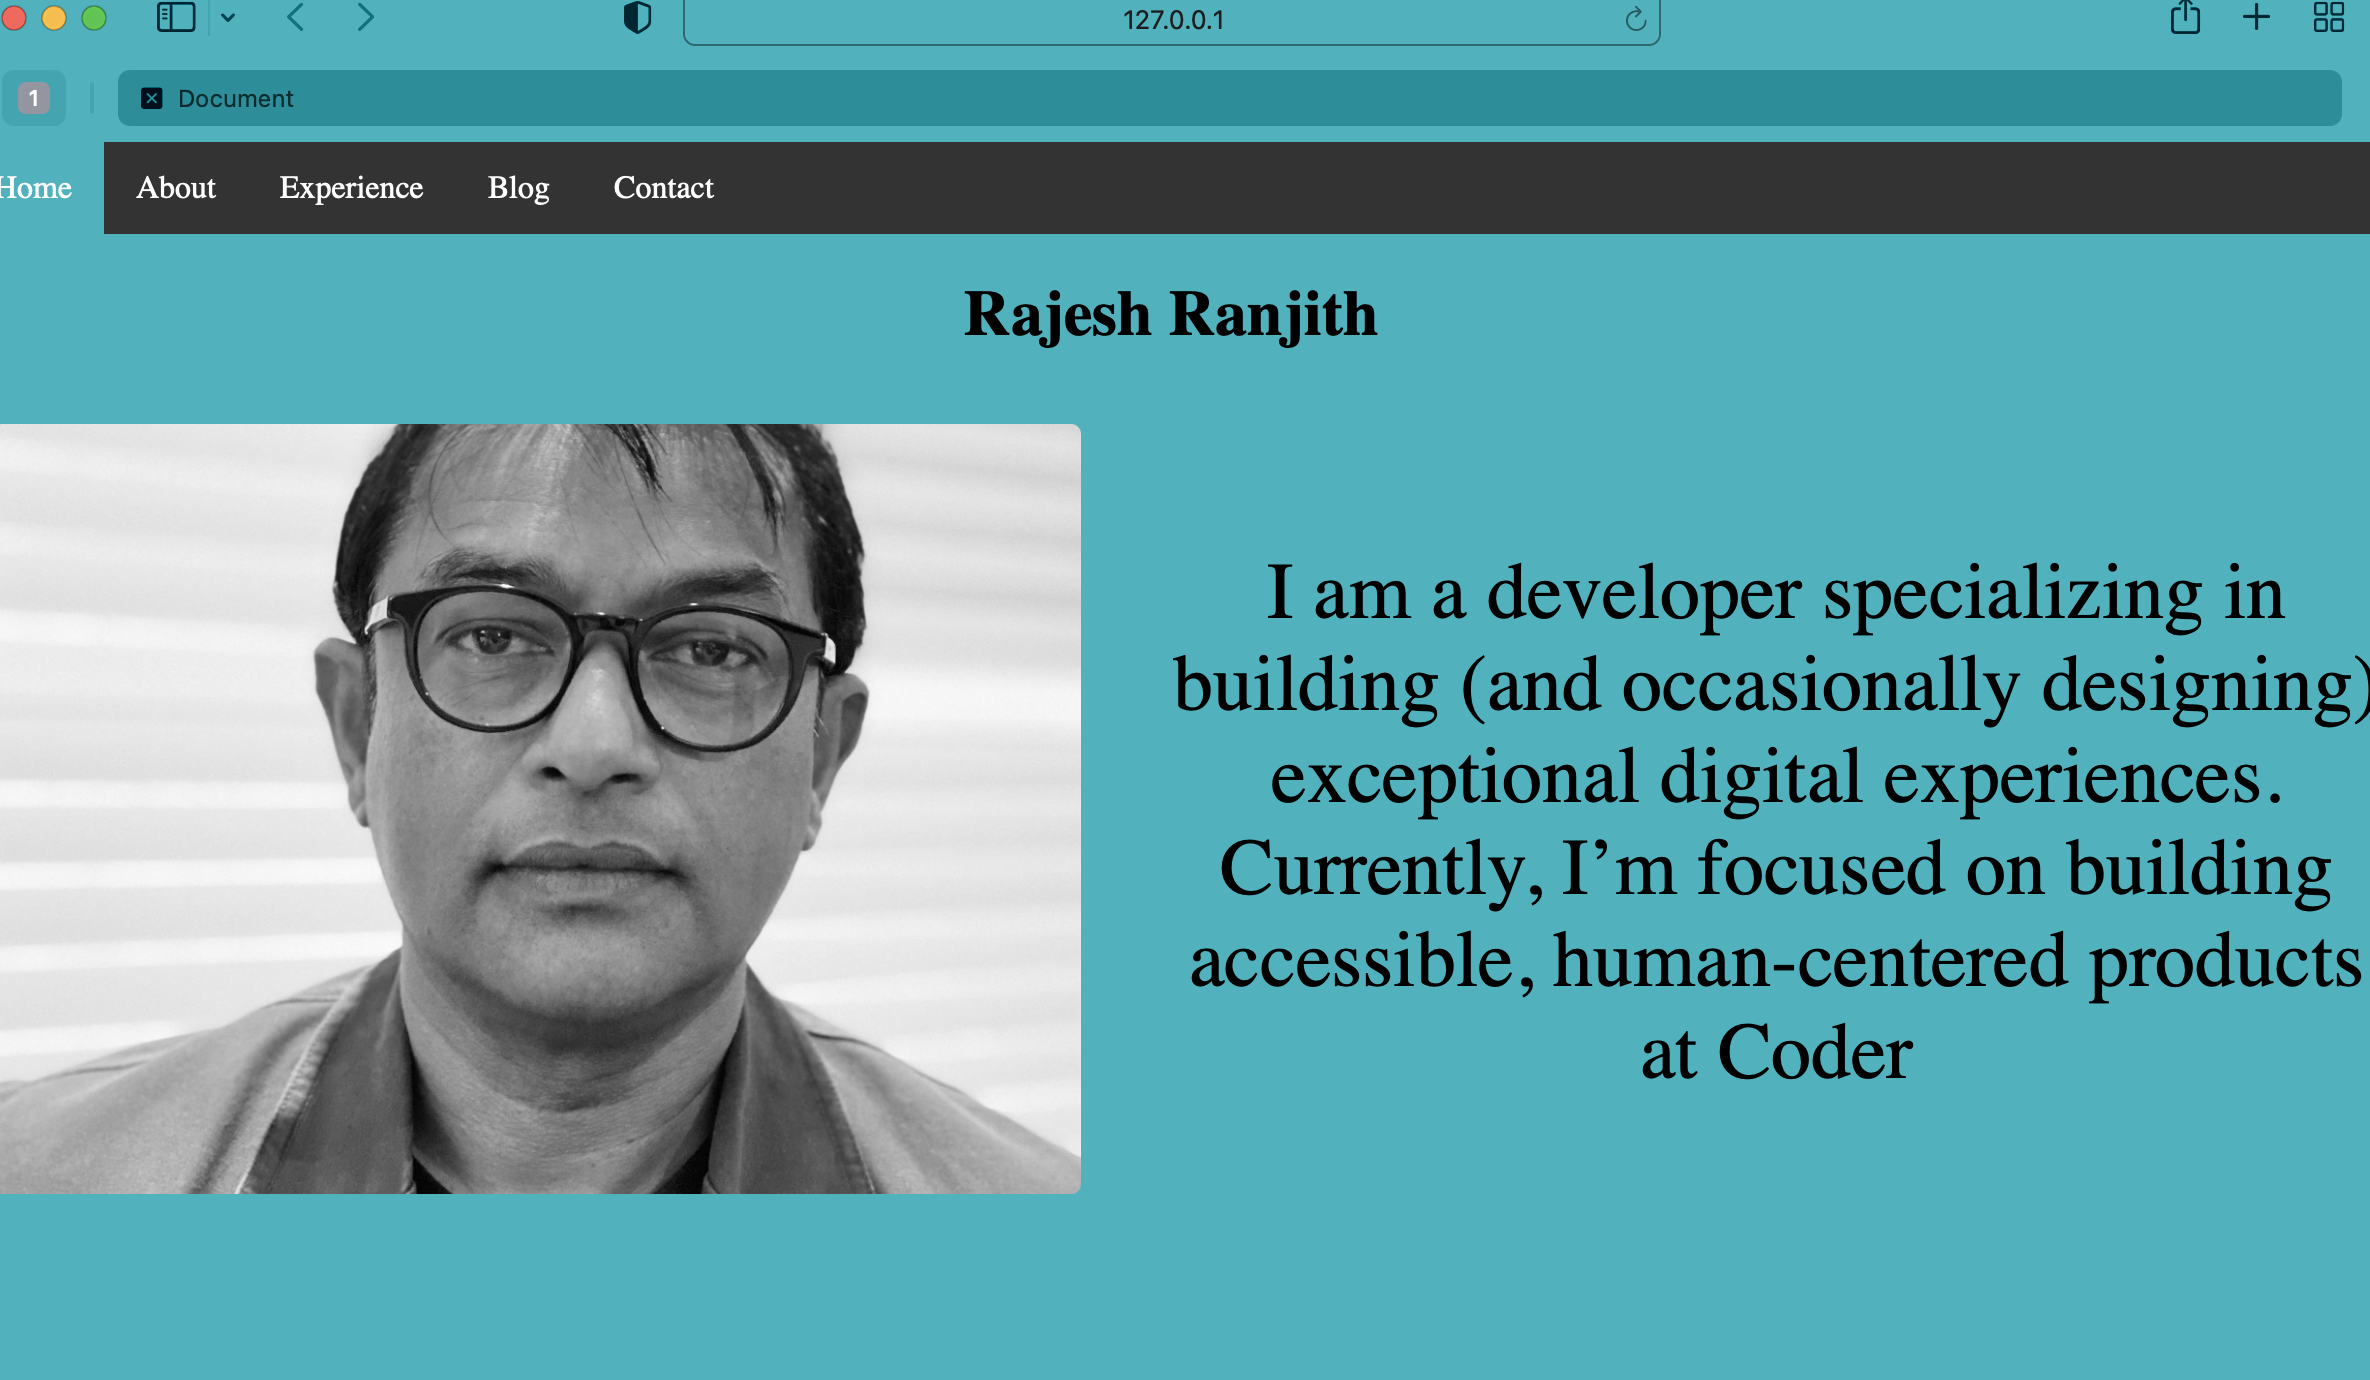 127.0.0.1
1
Document
Home About Experience Blog Contact
Rajesh Ranjith
I am a developer specializing in
building (and occasionally designing)
exceptional digital experiences.
Currently, I’m focused on building
accessible, human-centered products
at Coder